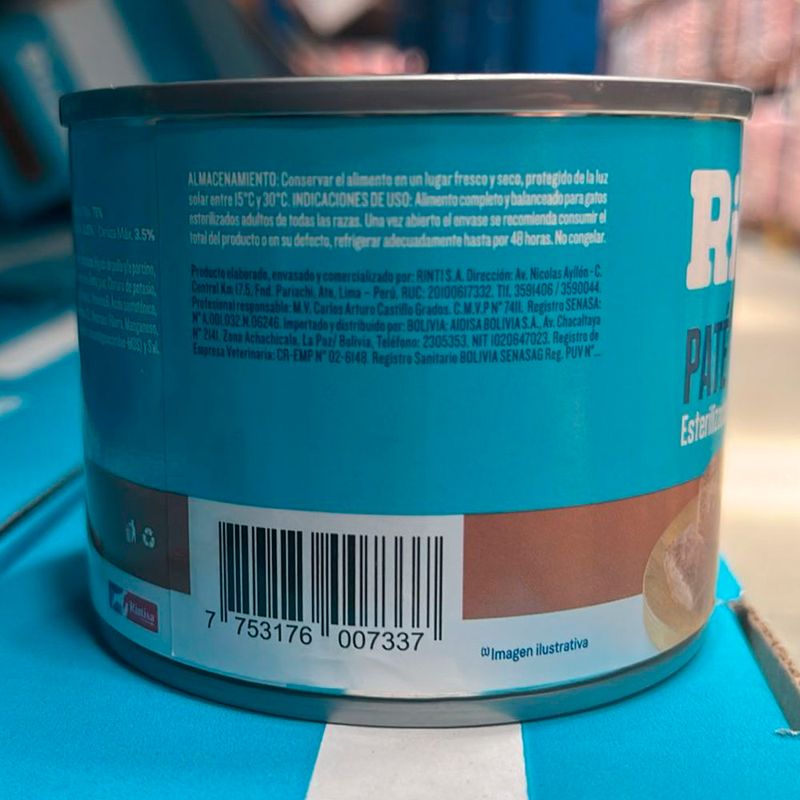 ALMACENAMIENTO: Conservar el alimento en un lugar fresco y seco, protegido de la luz
solar entre 15°C y 30°C. INDICACIONES DE USO: Alimento completo y balanceado para gatos
esterilizados adultos de todas las razas. Una vez abierto el envase se recomienda consumir el
total del producto o en su defecto, refrigerar adecuadamente hasta por 48 horas. No congelar.
Producto elaborado, envasado y comercializado por: RINTI S.A. Dirección: Av. Nicolas Ayllón - C.
Central Km 17.5, Fnd. Pariachi, Ate, Lima - Perú, RUC: 20100617332, Tlf. 3591406 / 3590044.
Profesional responsable: M.V. Carlos Arturo Castillo Grados. C.M.V.P N° 7411. Registro SENASA:
N° A.001.032.N.06246. Importado y distribuido por: BOLIVIA: AIDISA BOLIVIA S.A., Av. Chacaltaya
N° 2141, Zona Achachicala, La Paz/ Bolivia, Teléfono: 2305353, NIT 1020647023, Registro de
Empresa Veterinaria: CR-EMP N° 02-6148. Registro Sanitario BOLIVIA SENASAG Reg. PUV N°...
Ceniza Máx. 3.5%
Ri
PATÉ
Rintisa
7 753176 007337
Imagen ilustrativa